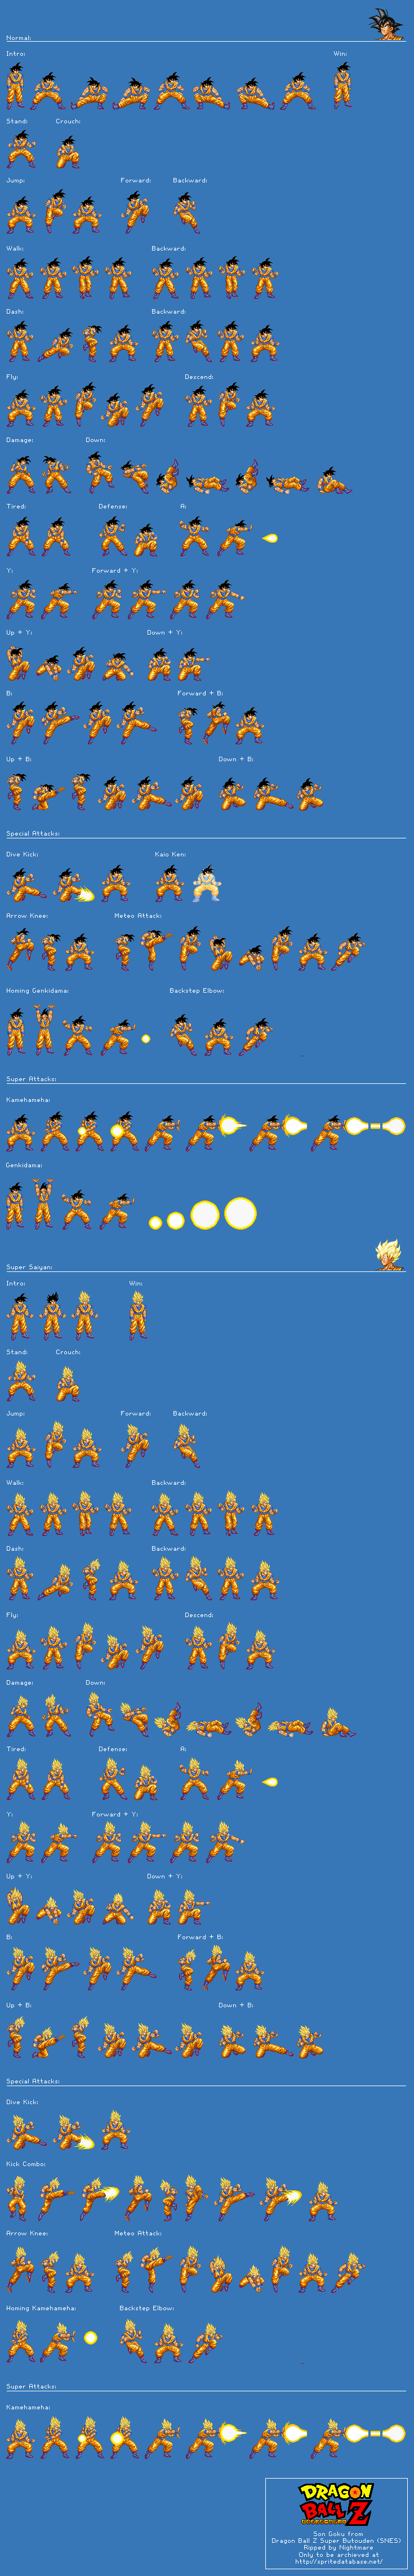 Normal:
Intro: Win:
Stand: Crouch:
Jump: Forward: Backward:
Walk: Backward:
Dash: Backward:
Fly: Descend:
Damage: Down:
Tired: Defense: A:
Y: Forward + Y:
Up + Y: Down + Y:
B: Forward + B:
Up + B: Down + B:
Special Attacks:
Dive Kick: Kaio Ken:
Arrow Knee: Meteo Attack:
Homing Genkidama: Backstep Elbow:
Super Attacks:
Kamehameha:
Genkidama:
Super Saiyan:
Intro: Win:
Stand: Crouch:
Jump: Forward: Backward:
Walk: Backward:
Dash: Backward:
Fly: Descend:
Damage: Down:
Tired: Defense: A:
Y: Forward + Y:
Up + Y: Down + Y:
B: Forward + B:
Up + B: Down + B:
Special Attacks:
Dive Kick:
Kick Combo:
Arrow Knee: Meteo Attack:
Homing Kamehameha: Backstep Elbow:
Super Attacks:
Kamehameha:
DRAGON
BALL Z
Son Goku from
Dragon Ball Z Super Butouden (SNES)
Ripped by Nightmare
Only to be archieved at
http://spritedatabase.net/